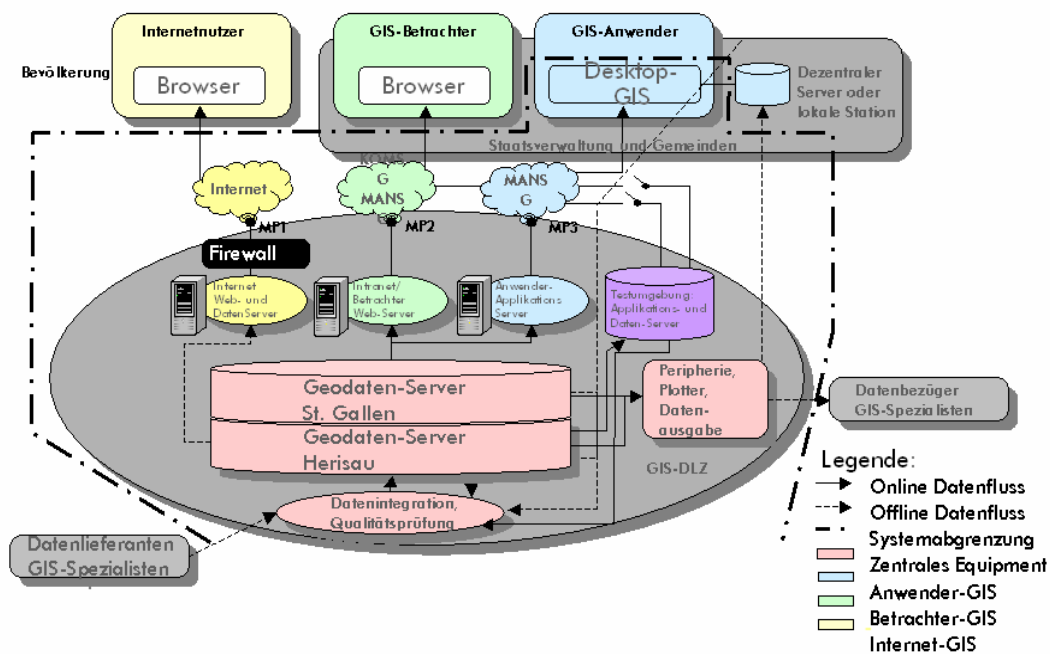 Internetnutzer
GIS-Betrachter
GIS-Anwender
Bevölkerung
Browser
Browser
Desktop-
GIS
Dezentraler
Server oder
lokale Station
Staatsverwaltung und Gemeinden
Internet
KOMS
G
MANS
G
MANS
G
MP1
MP2
MP3
Firewall
Internet
Web- und
DatenServer
Intranet/
Betrachter
Web-Server
Anwender-
Applikations
Server
Testumgebung:
Applikations- und
Daten-Server
Geodaten-Server
St. Gallen
Geodaten-Server
Herisau
Peripherie,
Plotter,
Daten-
ausgabe
Datenbezüger
GIS-Spezialisten
GIS-DLZ
Datenintegration,
Qualitätsprüfung
Datenlieferanten
GIS-Spezialisten
Legende:
Online Datenfluss
Offline Datenfluss
Systemabgrenzung
Zentrales Equipment
Anwender-GIS
Betrachter-GIS
Internet-GIS